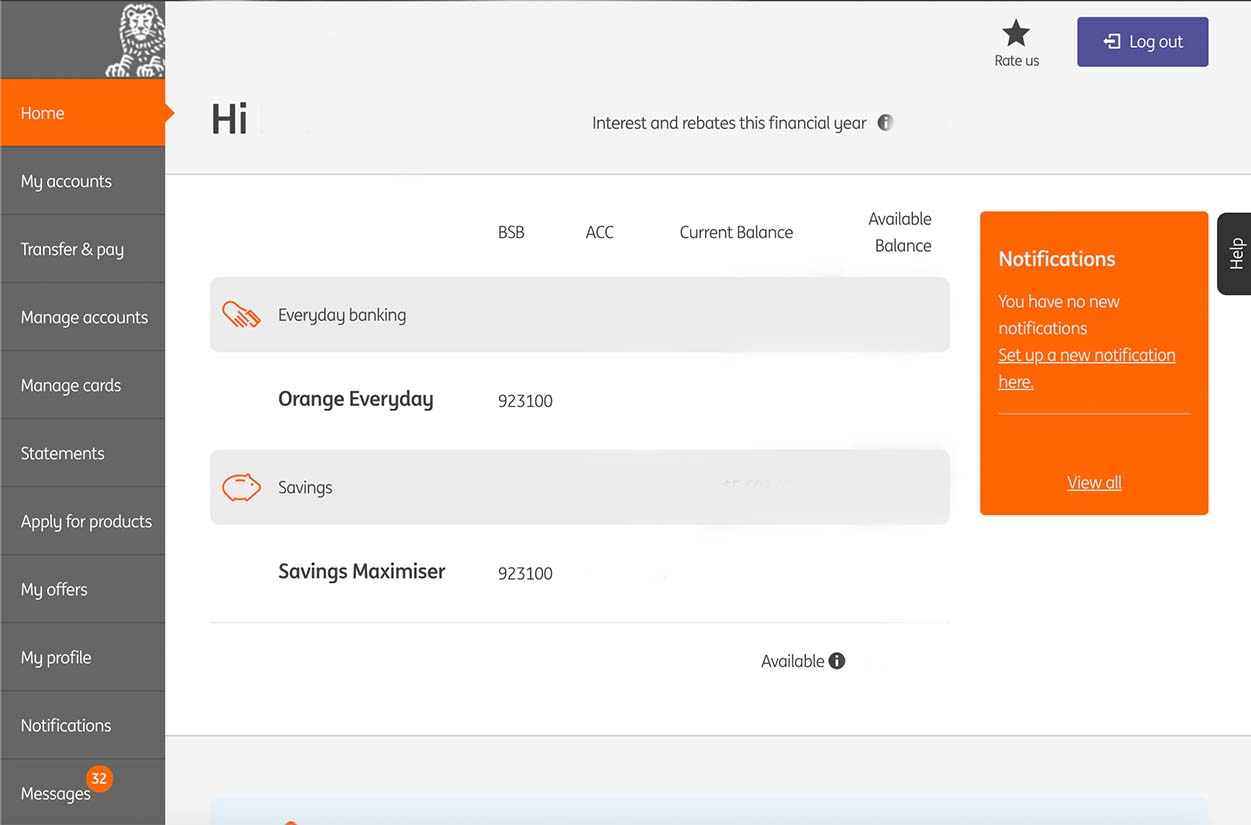 Rate us
Log out
Home
Hi
Interest and rebates this financial year
My accounts
Transfer & pay
Manage accounts
Manage cards
Statements
Apply for products
My offers
My profile
Notifications
32
Messages
BSB ACC Current Balance Available
Balance
Everyday banking
Orange Everyday 923100
Savings
Savings Maximiser 923100
Available
Notifications
You have no new
notifications
Set up a new notification
here.
View all
Help